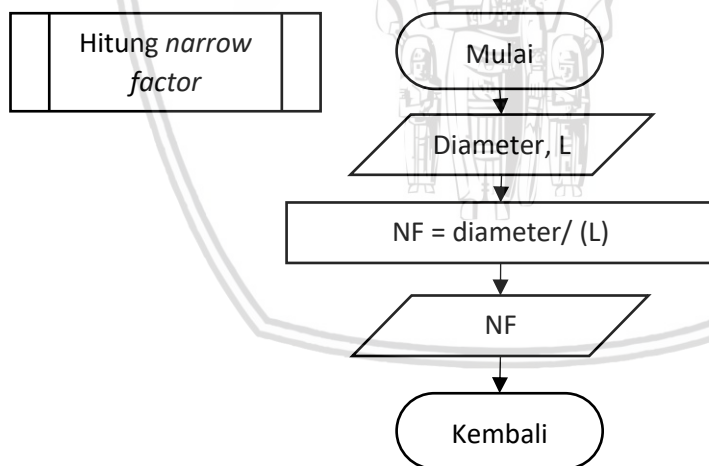 Hitung narrow
factor
Mulai
Diameter, L
NF = diameter/ (L)
NF
Kembali